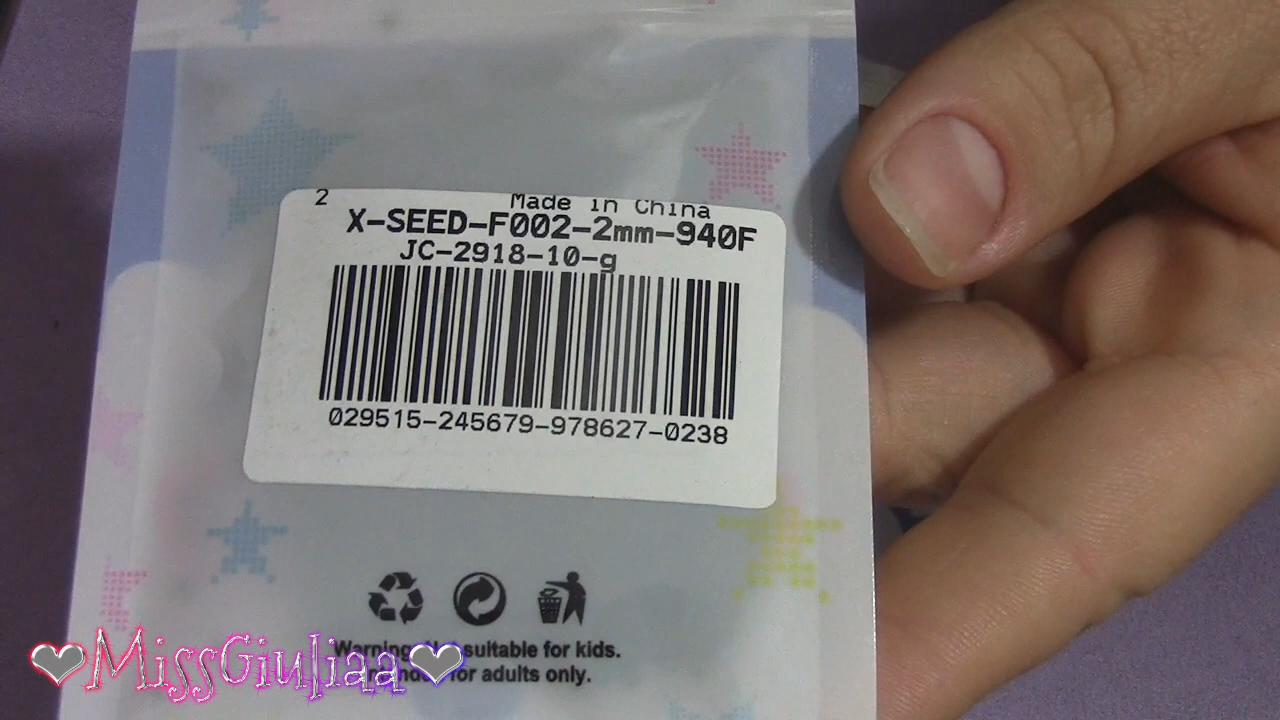 2
Made in China
X-SEED-F002-2mm-940F
JC-2918-10-g
029515-245679-978627-0238
Warning: suitable for kids.
for adults only.
MissGiuliaa